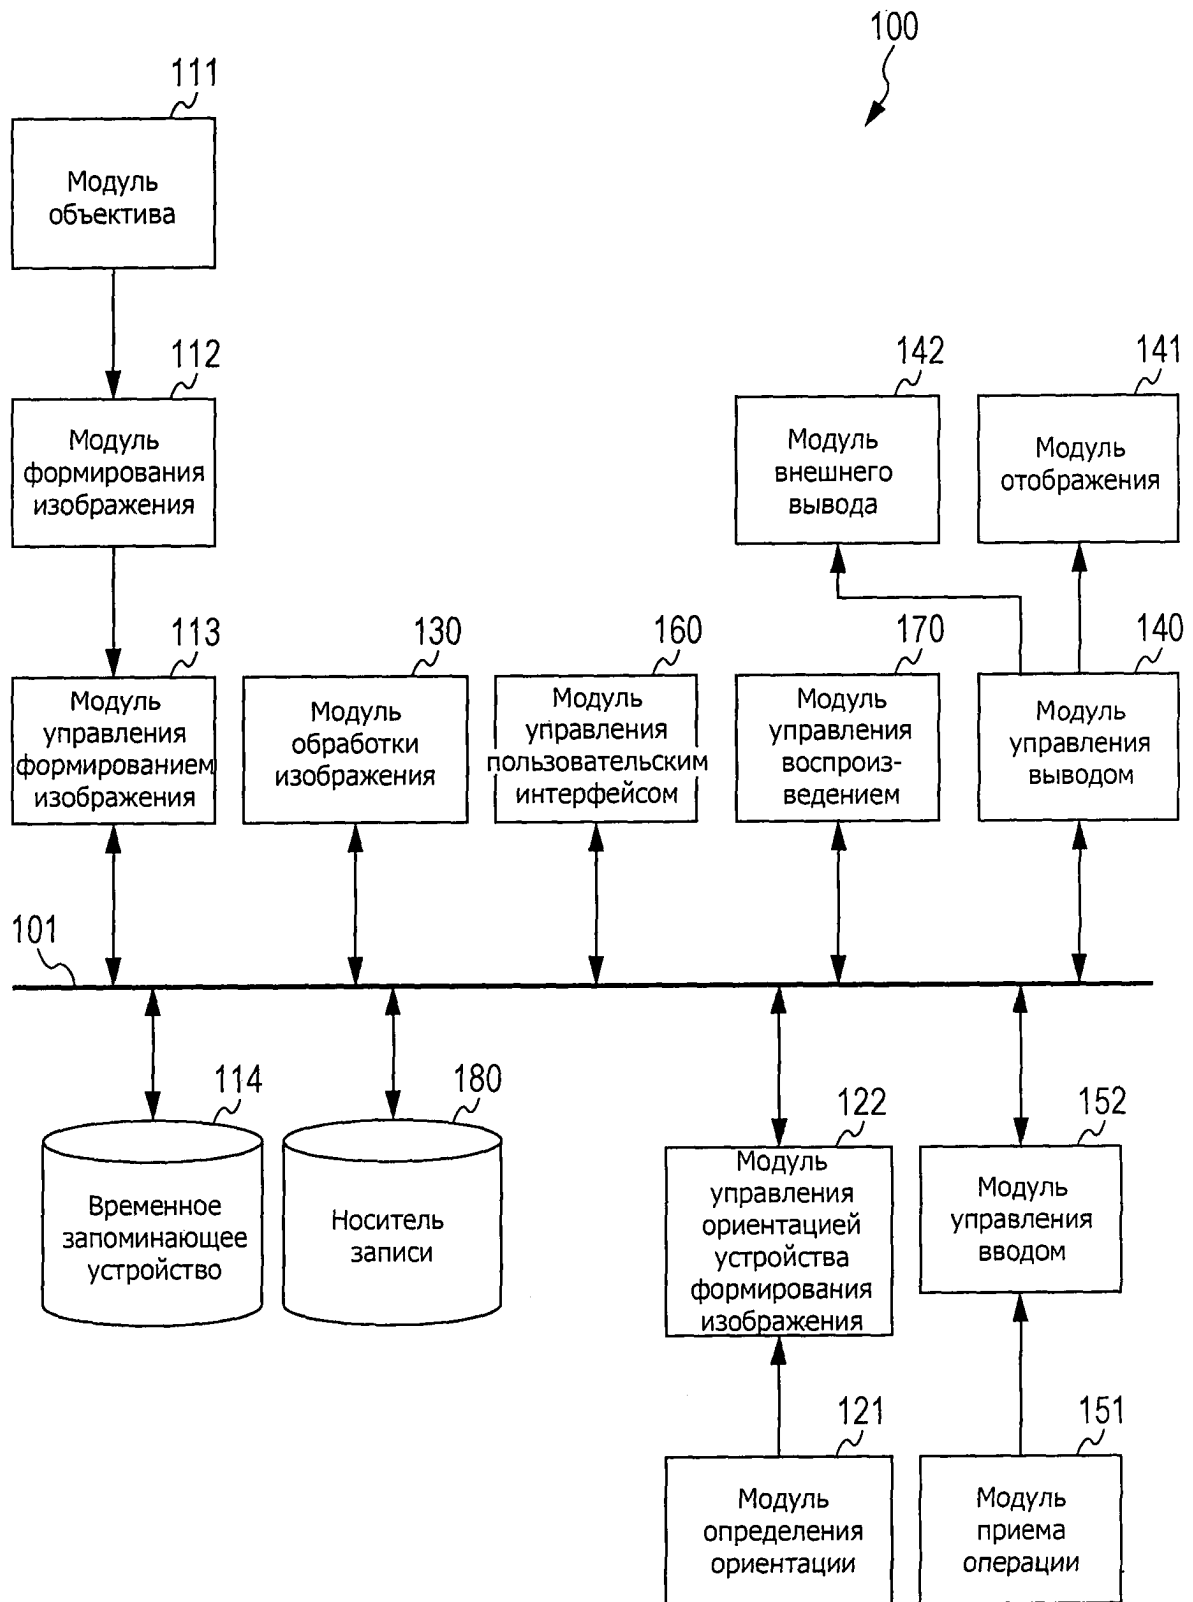 100
111
Модуль
объектива
112
Модуль
формирования
изображения
142
Модуль
внешнего
вывода
141
Модуль
отображения
113
Модуль
управления
формированием
изображения
130
Модуль
обработки
изображения
160
Модуль
управления
пользовательским
интерфейсом
170
Модуль
управления
воспроиз-
ведением
140
Модуль
управления
выводом
101
114
Временное
запоминающее
устройство
180
Носитель
записи
122
Модуль
управления
ориентацией
устройства
формирования
изображения
152
Модуль
управления
вводом
121
Модуль
определения
ориентации
151
Модуль
приема
операции